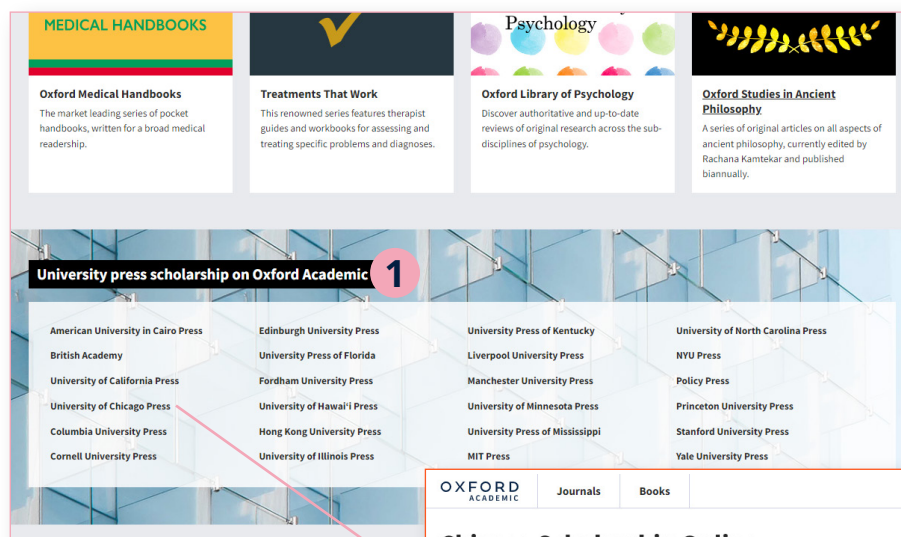 MEDICAL HANDBOOKS
Psychology
Oxford Medical Handbooks
The market leading series of pocket
handbooks, written for a broad medical
readership.
Treatments That Work
This renowned series features therapist
guides and workbooks for assessing and
treating specific problems and diagnoses.
Oxford Library of Psychology
Discover authoritative and up-to-date
reviews of original research across the sub-
disciplines of psychology.
Oxford Studies in Ancient
Philosophy
A series of original articles on all aspects of
ancient philosophy, currently edited by
Rachana Kamtekar and published
biannually.
University press scholarship on Oxford Academic
1
American University in Cairo Press
British Academy
University of California Press
University of Chicago Press
Columbia University Press
Cornell University Press
Edinburgh University Press
University Press of Florida
Fordham University Press
University of Hawaiʻi Press
Hong Kong University Press
University of Illinois Press
University Press of Kentucky
Liverpool University Press
Manchester University Press
University of Minnesota Press
University Press of Mississippi
MIT Press
University of North Carolina Press
NYU Press
Policy Press
Princeton University Press
Stanford University Press
Yale University Press
OXFORD
ACADEMIC
Journals
Books